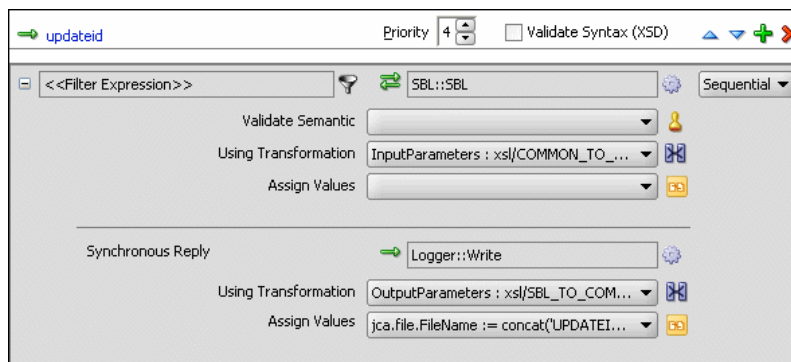 updateid Priority 4 Validate Syntax (XSD)
<<Filter Expression>> SBL::SBL Sequential
Validate Semantic
Using Transformation InputParameters : xsl/COMMON_TO_...
Assign Values
Synchronous Reply Logger::Write
Using Transformation OutputParameters : xsl/SBL_TO_COM...
Assign Values jca.file.FileName := concat('UPDATEI...